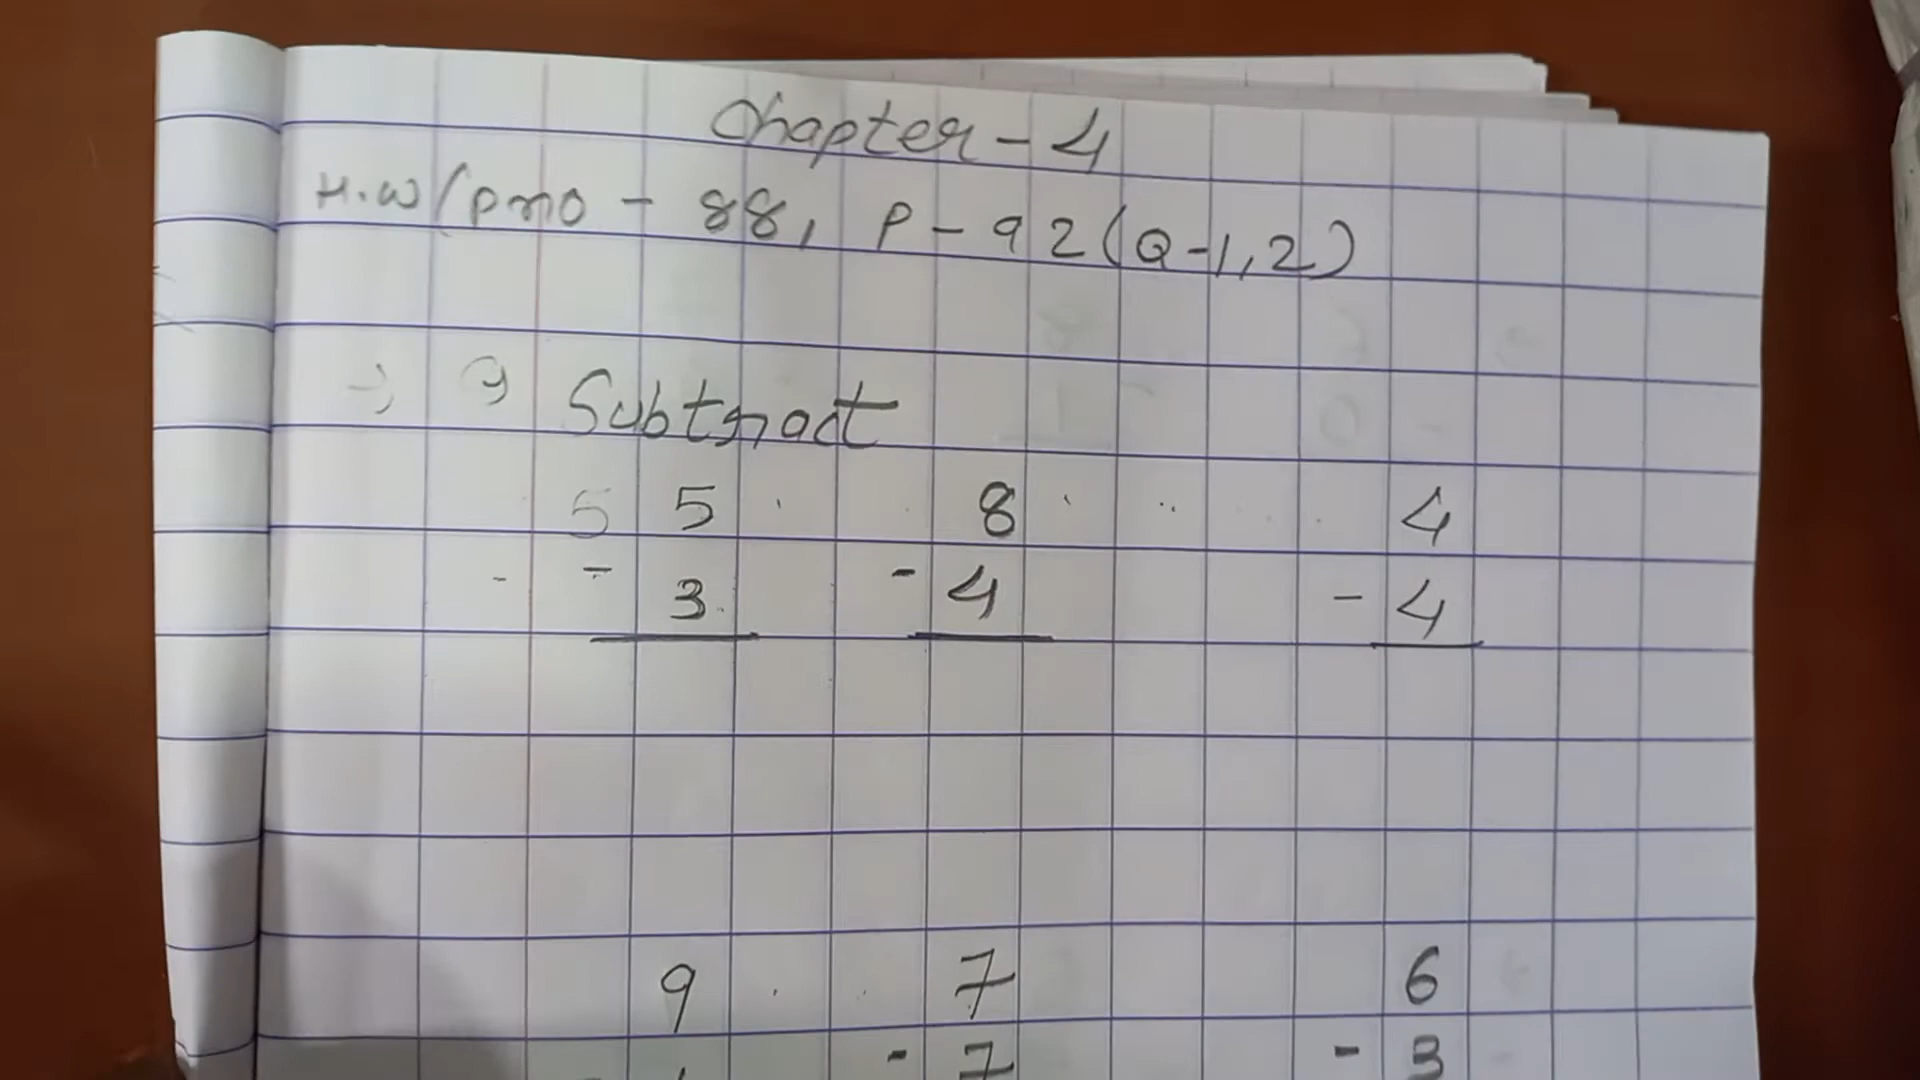 Chapter - 4
H.W/pno - 88, P - 92 (Q-1,2)
Subtract
5 8 4
- 3 - 4 - 4
9 7 6
- 7 - 3